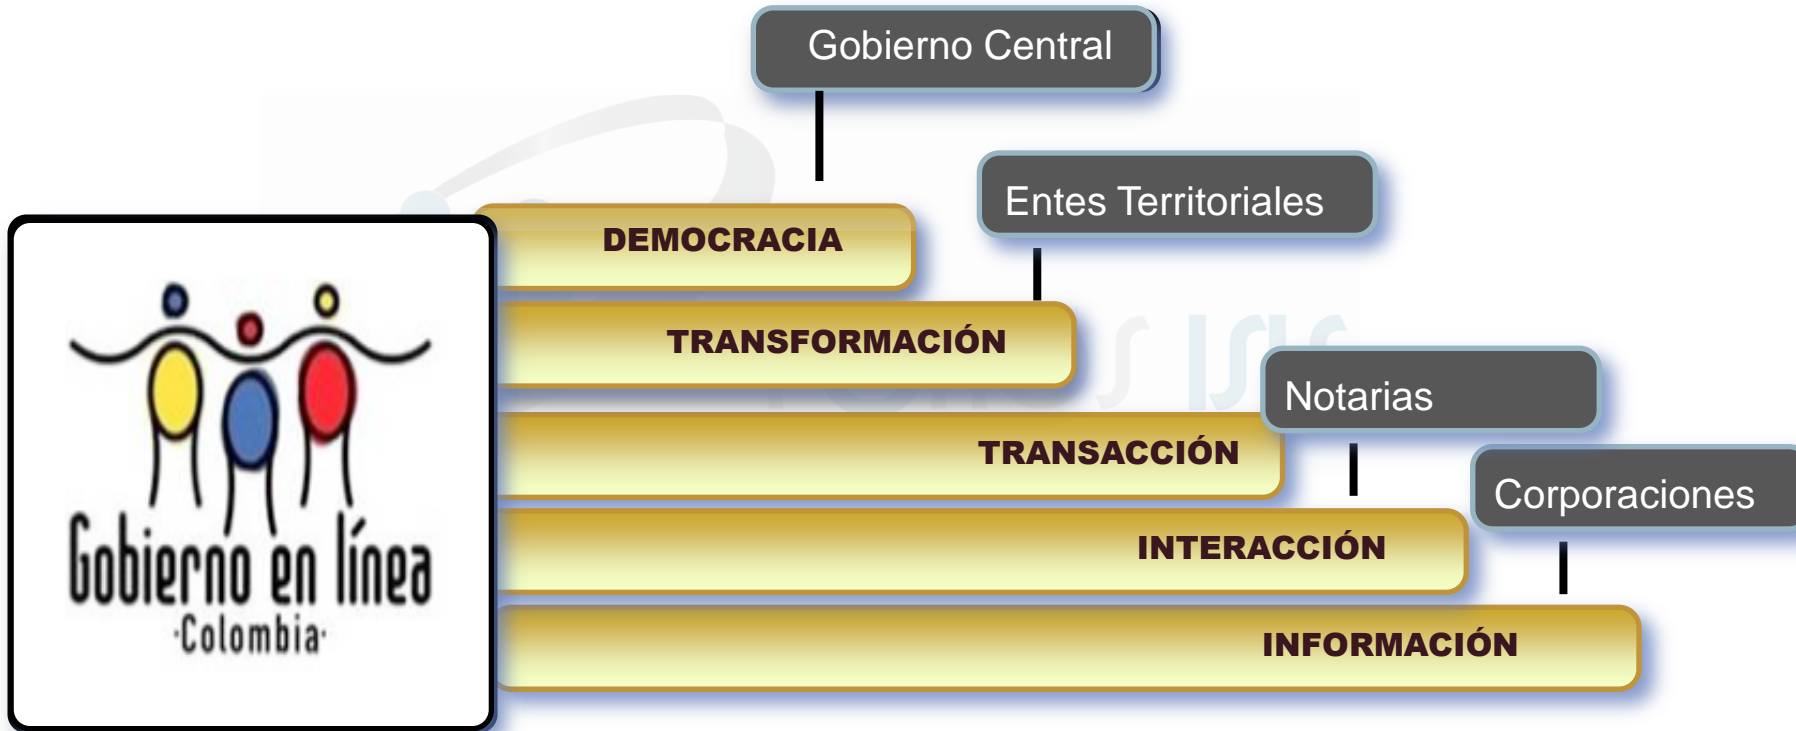 Gobierno Central
Entes Territoriales
DEMOCRACIA
TRANSFORMACIÓN
Notarias
TRANSACCIÓN
Corporaciones
INTERACCIÓN
INFORMACIÓN
Gobierno en línea
·Colombia·